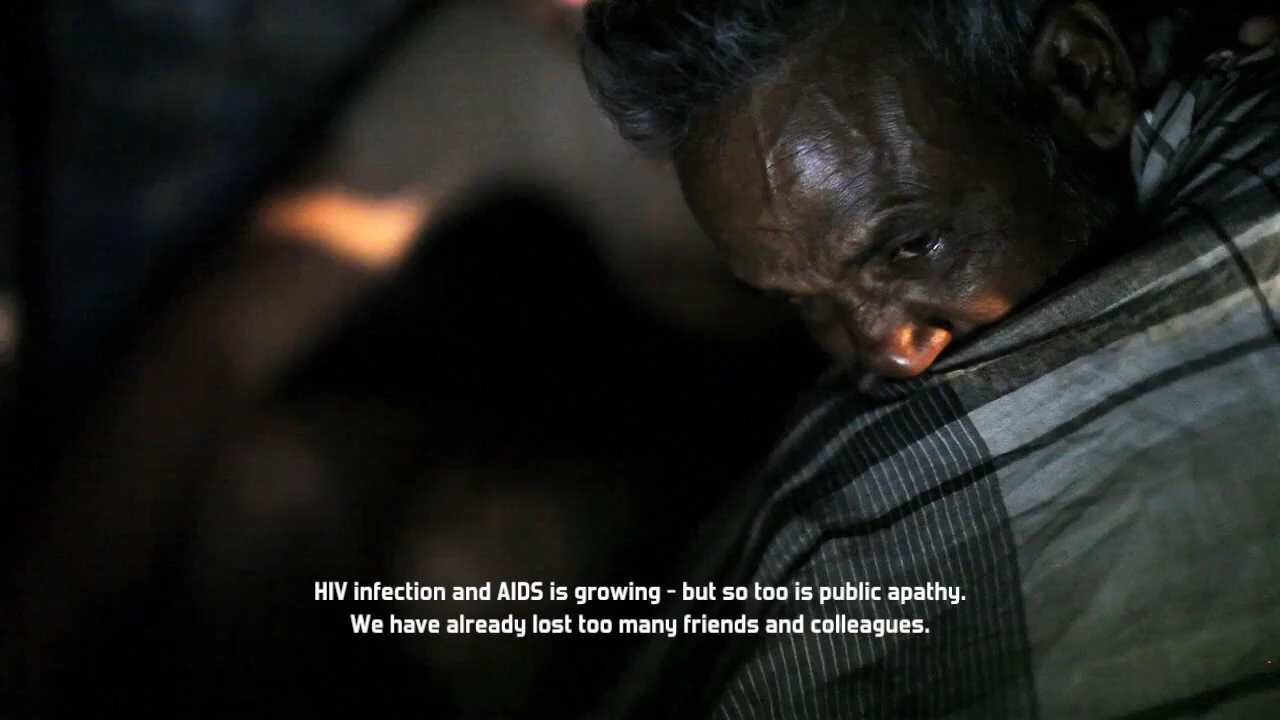 HIV infection and AIDS is growing - but so too is public apathy.
We have already lost too many friends and colleagues.